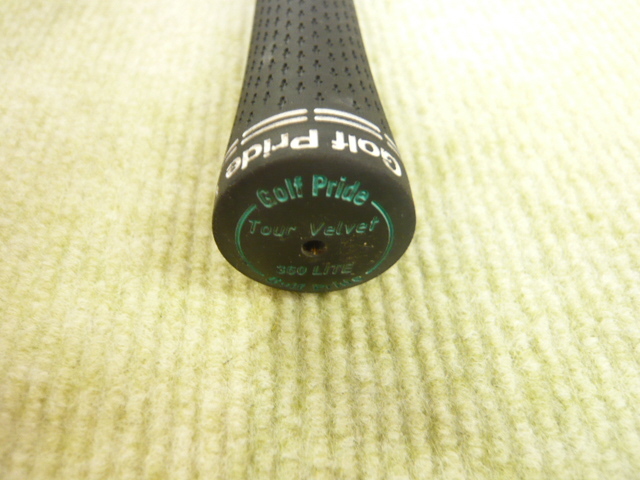 Golf Pride
Golf Pride
Tour Velvet
360 LITE